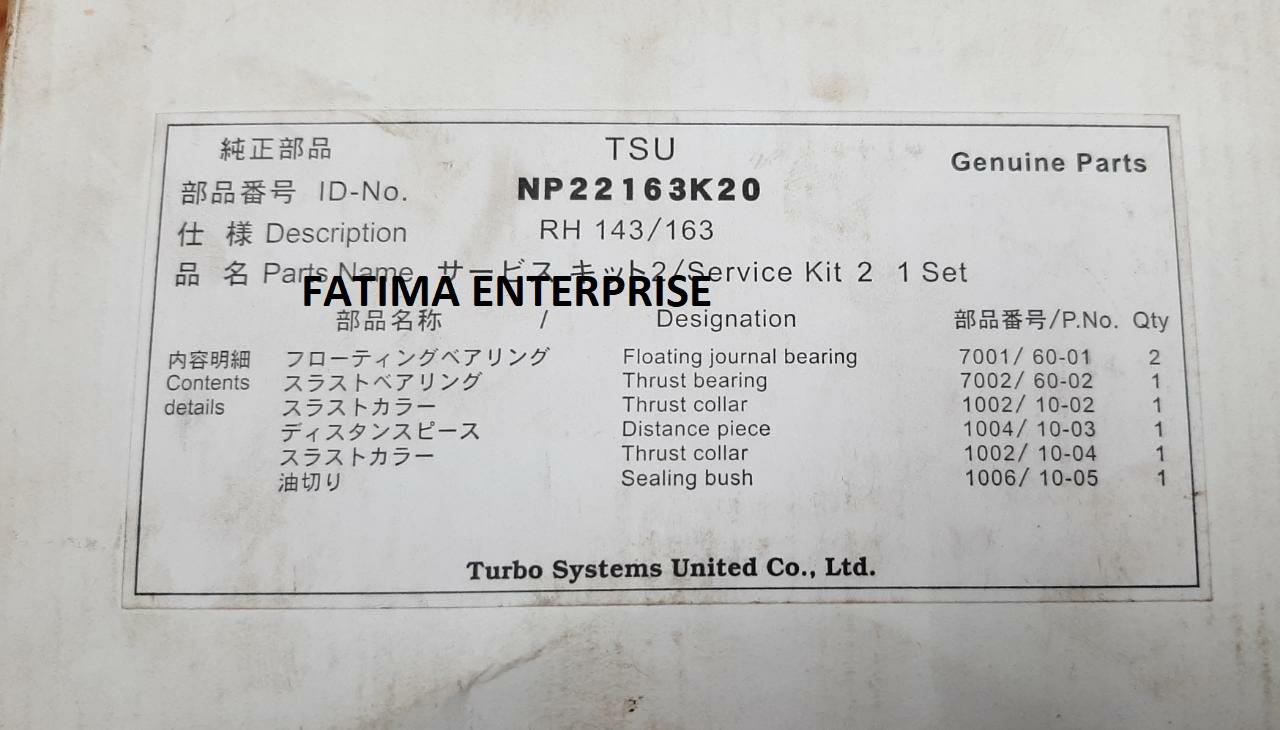 純正部品 TSU Genuine Parts
部品番号 ID-No. NP22163K20
仕 様 Description RH 143/163
品 名 Parts Name サービス キット2/Service Kit 2 1 Set
FATIMA ENTERPRISE
部品名称 / Designation 部品番号/P.No. Qty
内容明細 フローティングベアリング Floating journal bearing 7001/ 60-01 2
Contents スラストベアリング Thrust bearing 7002/ 60-02 1
details スラストカラー Thrust collar 1002/ 10-02 1
ディスタンスピース Distance piece 1004/ 10-03 1
スラストカラー Thrust collar 1002/ 10-04 1
油切り Sealing bush 1006/ 10-05 1
Turbo Systems United Co., Ltd.